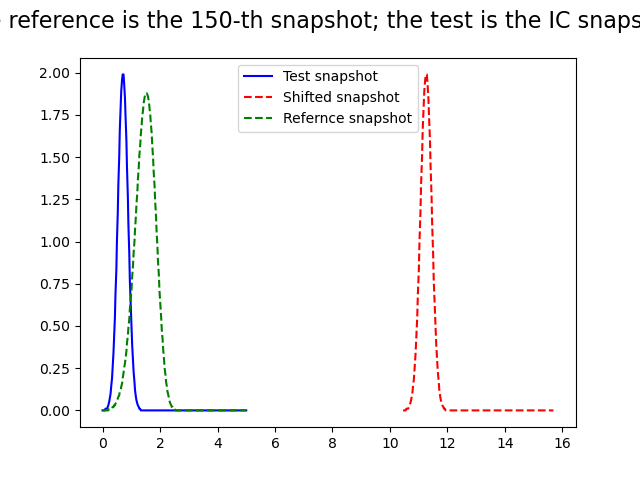 reference is the 150-th snapshot; the test is the IC snaps
2.00
1.75
1.50
1.25
1.00
0.75
0.50
0.25
0.00
Test snapshot
Shifted snapshot
Refernce snapshot
0 2 4 6 8 10 12 14 16